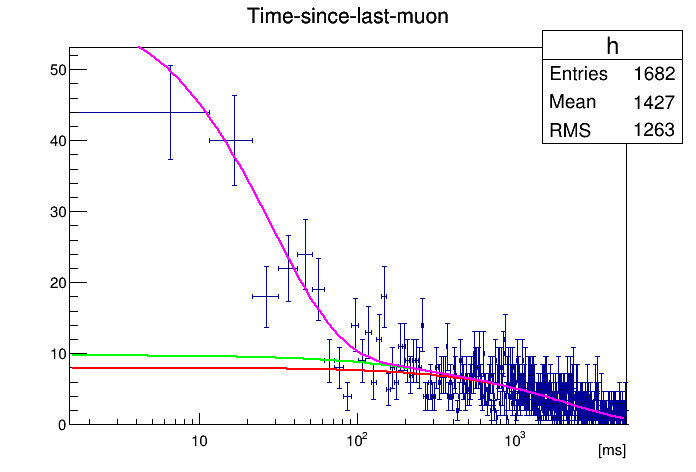 Time-since-last-muon
h
Entries 1682
Mean 1427
RMS 1263
50
40
30
20
10
0
10 10² 10³
[ms]